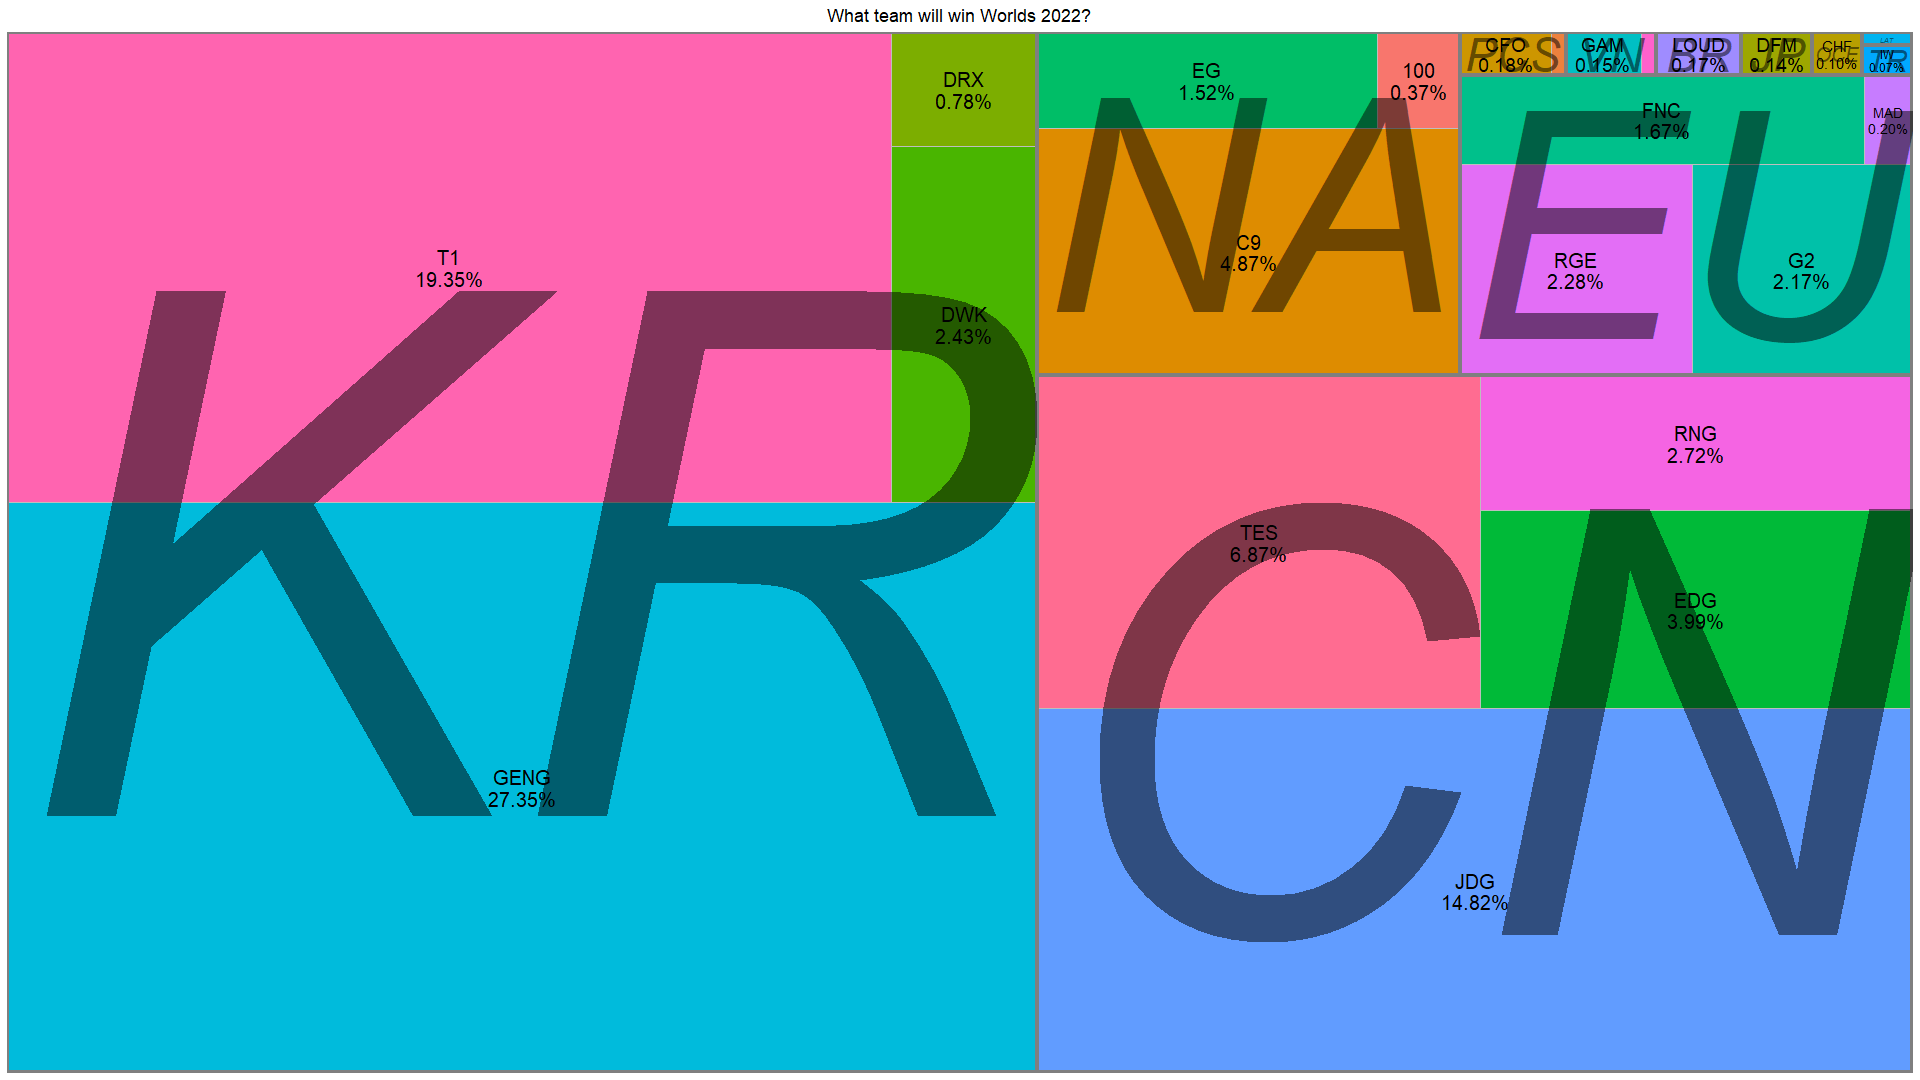 What team will win Worlds 2022?
T1
19.35%
DRX
0.78%
DWK
2.43%
GENG
27.35%
KR
EG
1.52%
100
0.37%
C9
4.87%
NA
CFO
0.18%
PCS
GAM
0.15%
VN
LOUD
0.17%
BR
DFM
0.14%
JP
CHF
0.10%
OCE
LAT
IW
0.07%
TR
FNC
1.67%
MAD
0.20%
RGE
2.28%
G2
2.17%
EU
TES
6.87%
RNG
2.72%
EDG
3.99%
JDG
14.82%
CN